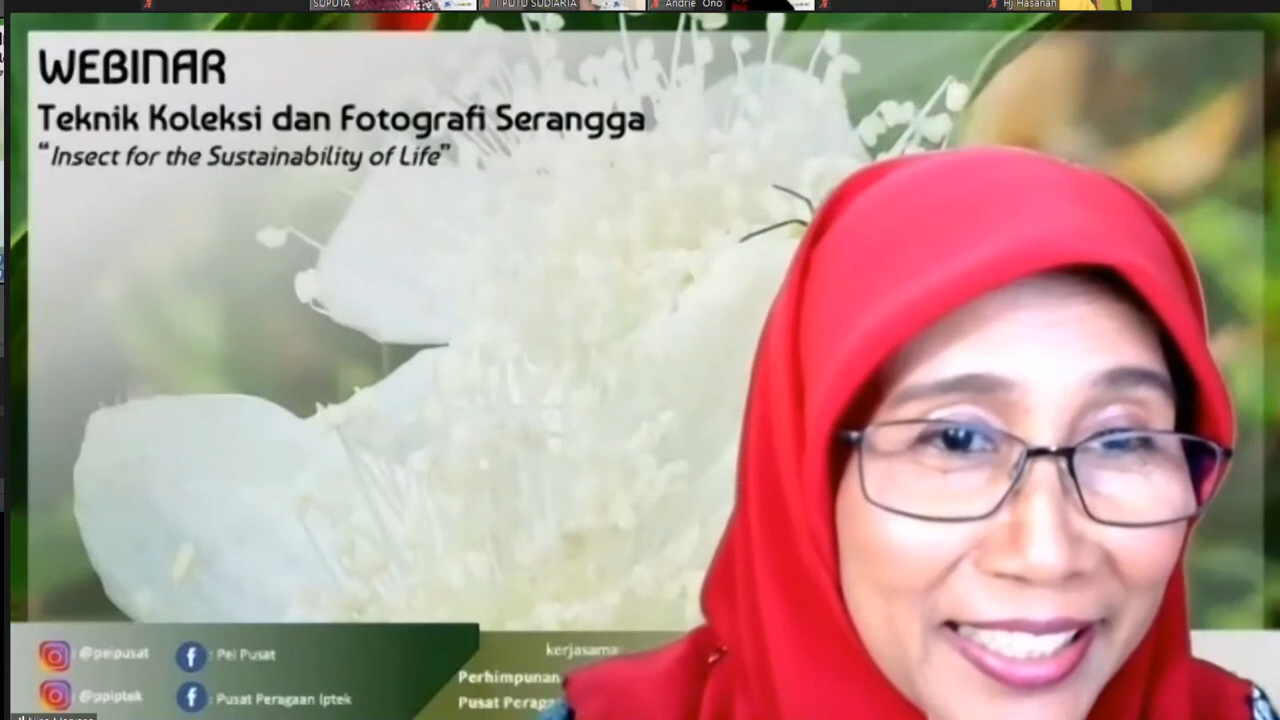 SUPUTA
I PUTU SUDIARTA
Andrie Ono
Hj Hasanah
WEBINAR
Teknik Koleksi dan Fotografi Serangga
"Insect for the Sustainability of Life"
@peipusat
: Pei Pusat
@ppiptek
: Pusat Peragaan Iptek
kerjasama
Perhimpunan
Pusat Peraga